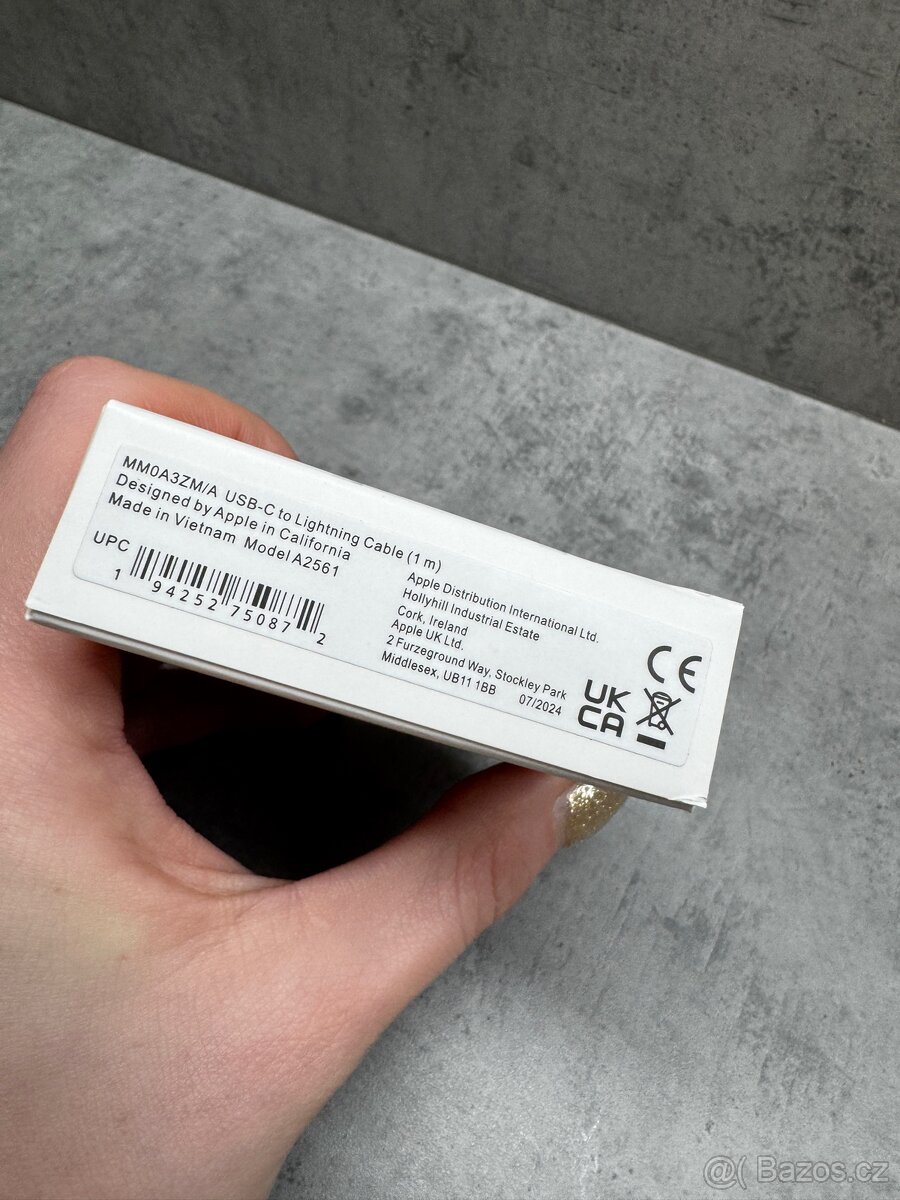 MM0A3ZM/A USB-C to Lightning Cable (1 m)
Designed by Apple in California
Made in Vietnam Model A2561
UPC
1 94252 75087 2
Apple Distribution International Ltd.
Hollyhill Industrial Estate
Cork, Ireland
Apple UK Ltd.
2 Furzeground Way, Stockley Park
Middlesex, UB11 1BB 07/2024
UK
CA
CE
@( Bazos.cz